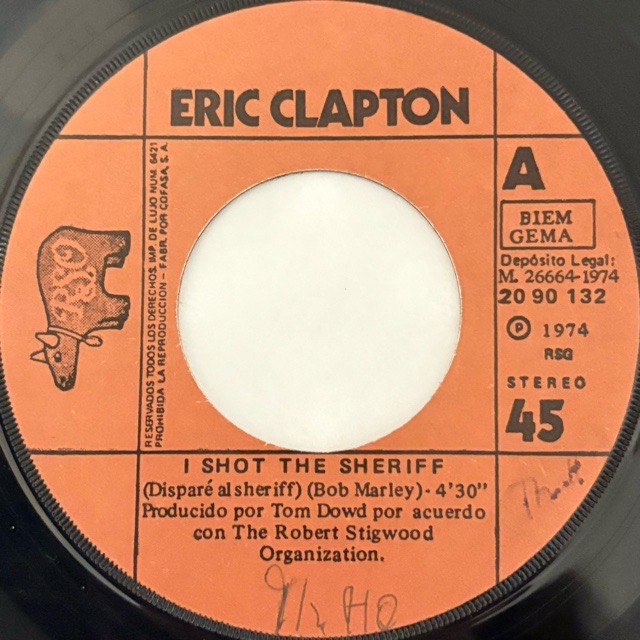 ERIC CLAPTON
RSO
RESERVADOS TODOS LOS DERECHOS. IMP. DE LUJO NUM. 6421
PROHIBIDA LA REPRODUCCION - FABR. POR COFASA, S. A.
A
BIEM
GEMA
Depósito Legal:
M. 26664-1974
20 90 132
℗ 1974
RSG
STEREO
45
I SHOT THE SHERIFF
(Disparé al sheriff) (Bob Marley) - 4'30"
Producido por Tom Dowd por acuerdo
con The Robert Stigwood
Organization.